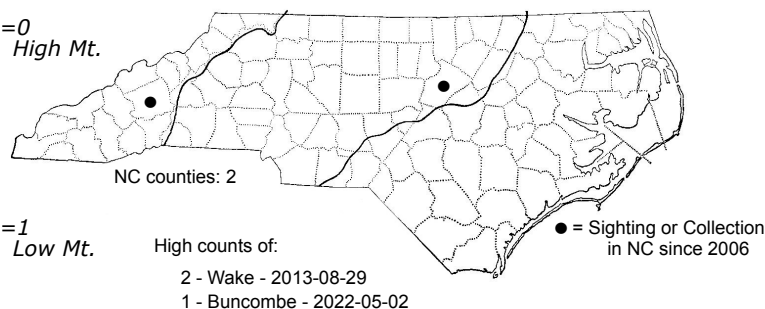 =0
High Mt.
NC counties: 2
=1
Low Mt.
High counts of:
2 - Wake - 2013-08-29
1 - Buncombe - 2022-05-02
● = Sighting or Collection
in NC since 2006